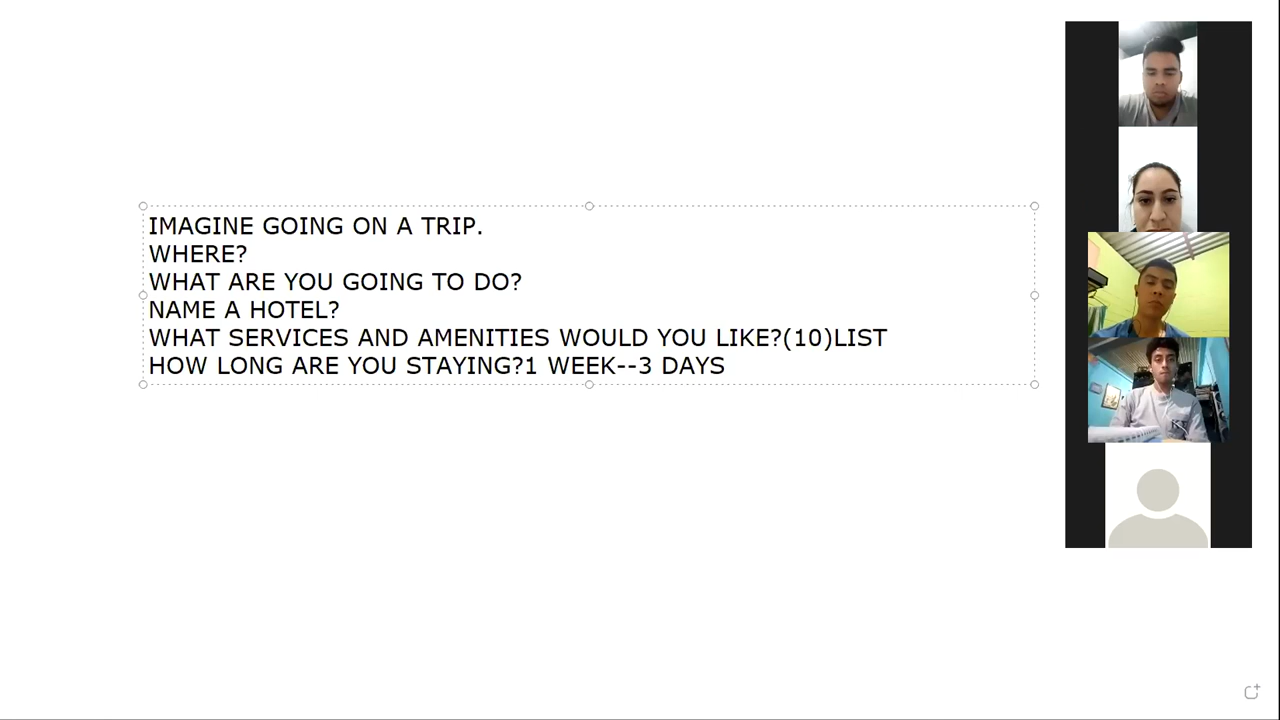 IMAGINE GOING ON A TRIP.
WHERE?
WHAT ARE YOU GOING TO DO?
NAME A HOTEL?
WHAT SERVICES AND AMENITIES WOULD YOU LIKE?(10)LIST
HOW LONG ARE YOU STAYING?1 WEEK--3 DAYS